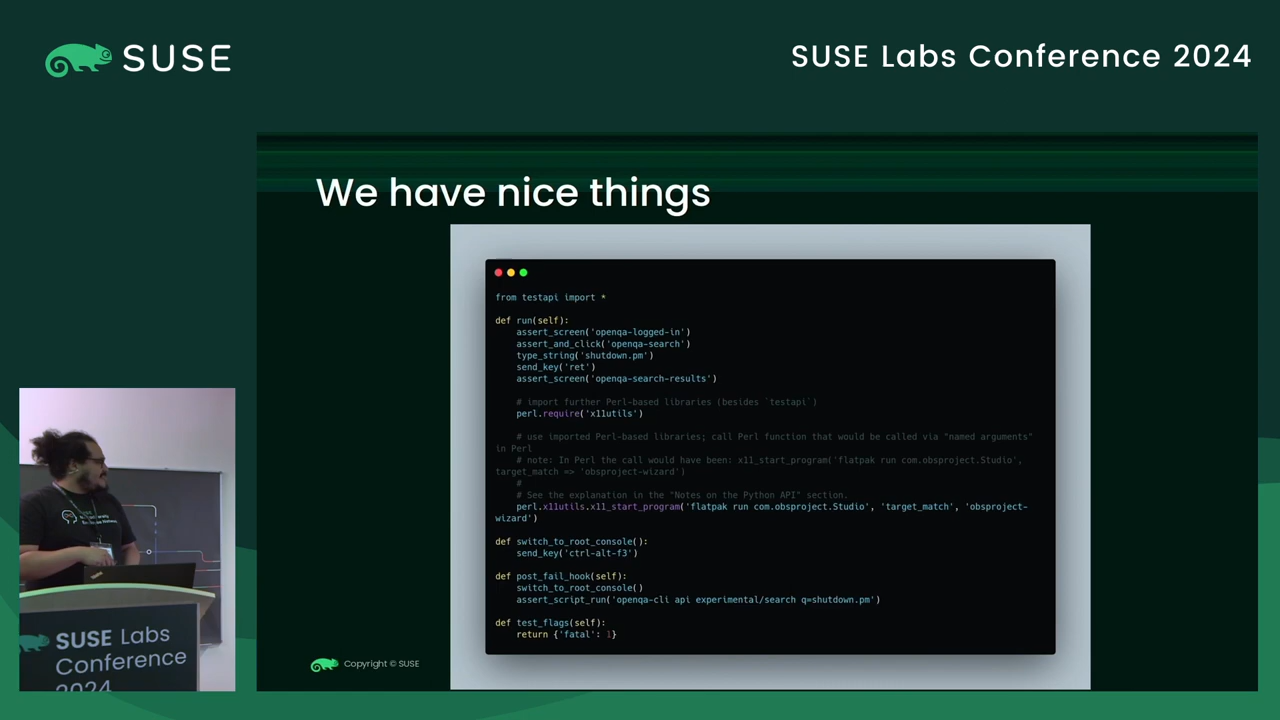 SUSE
SUSE Labs Conference 2024
We have nice things
from testapi import *
def run(self):
    assert_screen('openqa-logged-in')
    assert_and_click('openqa-search')
    type_string('shutdown.pm')
    send_key('ret')
    assert_screen('openqa-search-results')
    # import further Perl-based libraries (besides `testapi`)
    perl.require('x11utils')
    # use imported Perl-based libraries; call Perl function that would be called via "named arguments"
in Perl
    # note: In Perl the call would have been: x11_start_program('flatpak run com.obsproject.Studio',
target_match => 'obsproject-wizard')
    #
    # See the explanation in the "Notes on the Python API" section.
    perl.x11utils.x11_start_program('flatpak run com.obsproject.Studio', 'target_match', 'obsproject-
wizard')
def switch_to_root_console():
    send_key('ctrl-alt-f3')
def post_fail_hook(self):
    switch_to_root_console()
    assert_script_run('openqa-cli api experimental/search q=shutdown.pm')
def test_flags(self):
    return {'fatal': 1}
Copyright © SUSE
SUSE Labs
Conference
2024